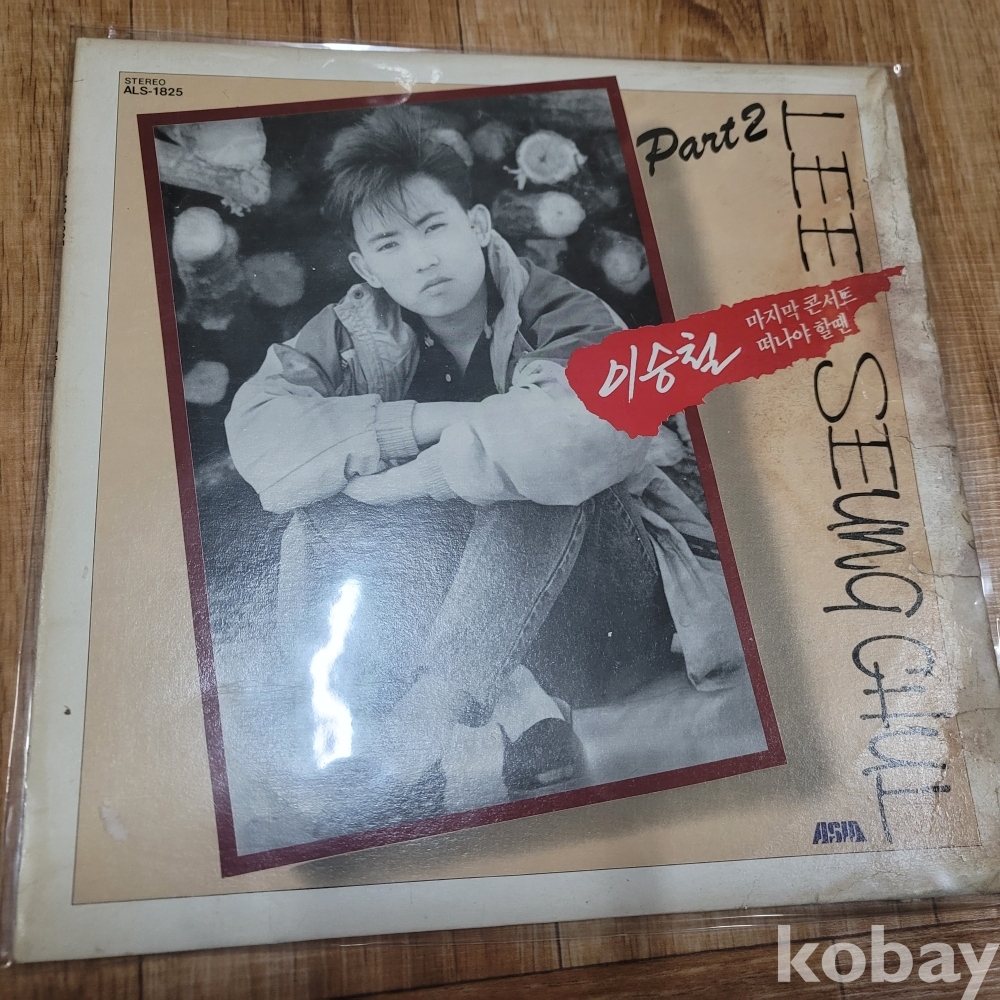 STEREO
ALS-1825
Part 2
LEE SEUNG CHUL
이승철
마지막 콘서트
떠나야 할땐
ASIA
kobay